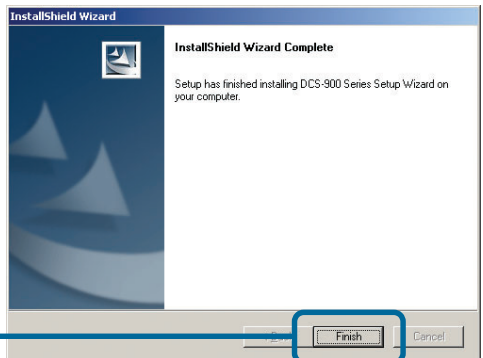 InstallShield Wizard
InstallShield Wizard Complete
Setup has finished installing DCS-900 Series Setup Wizard on
your computer.
Finish
Cancel